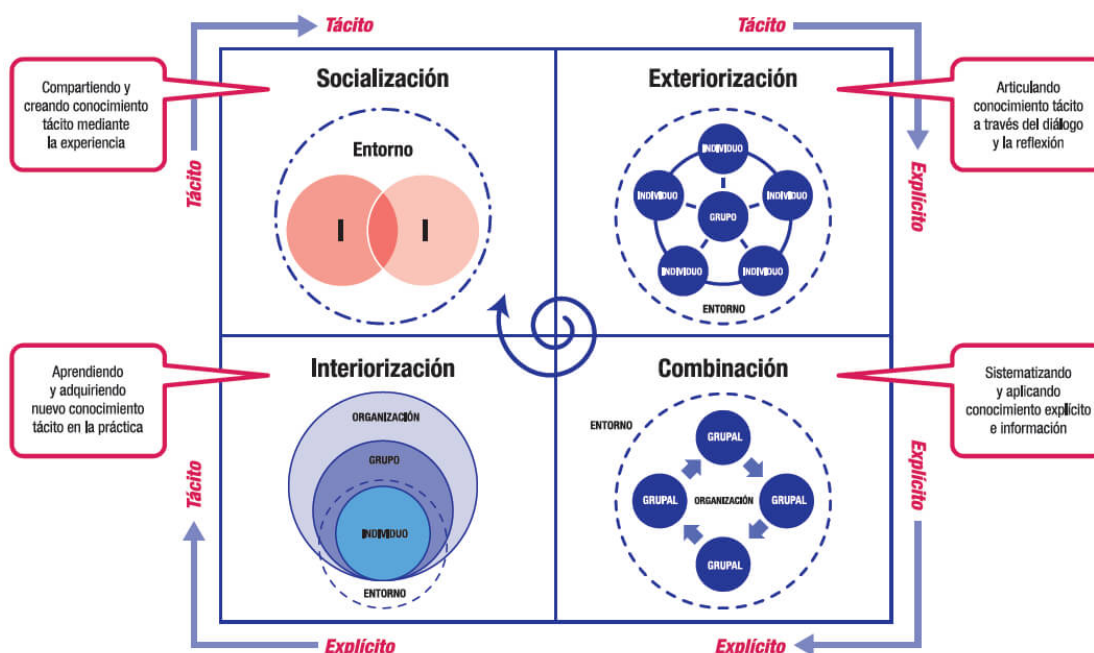 Tácito
Tácito
Socialización
Exteriorización
Compartiendo y
creando conocimiento
tácito mediante
la experiencia
Tácito
Entorno
I
I
INDIVIDUO
INDIVIDUO
INDIVIDUO
GRUPO
INDIVIDUO
INDIVIDUO
ENTORNO
Articulando
conocimiento tácito
a través del diálogo
y la reflexión
Explícito
Interiorización
Combinación
Aprendiendo
y adquiriendo
nuevo conocimiento
tácito en la práctica
Tácito
ORGANIZACIÓN
GRUPO
INDIVIDUO
ENTORNO
ENTORNO
GRUPAL
GRUPAL
ORGANIZACIÓN
GRUPAL
GRUPAL
Sistematizando
y aplicando
conocimiento explícito
e información
Explícito
Explícito
Explícito